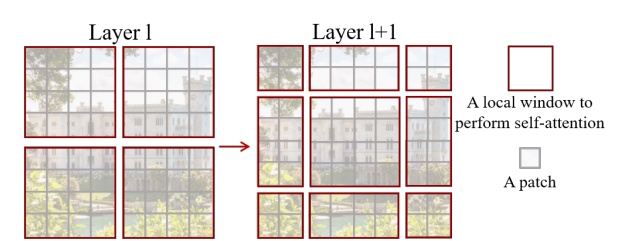 Layer l
Layer l+1
A local window to
perform self-attention
A patch